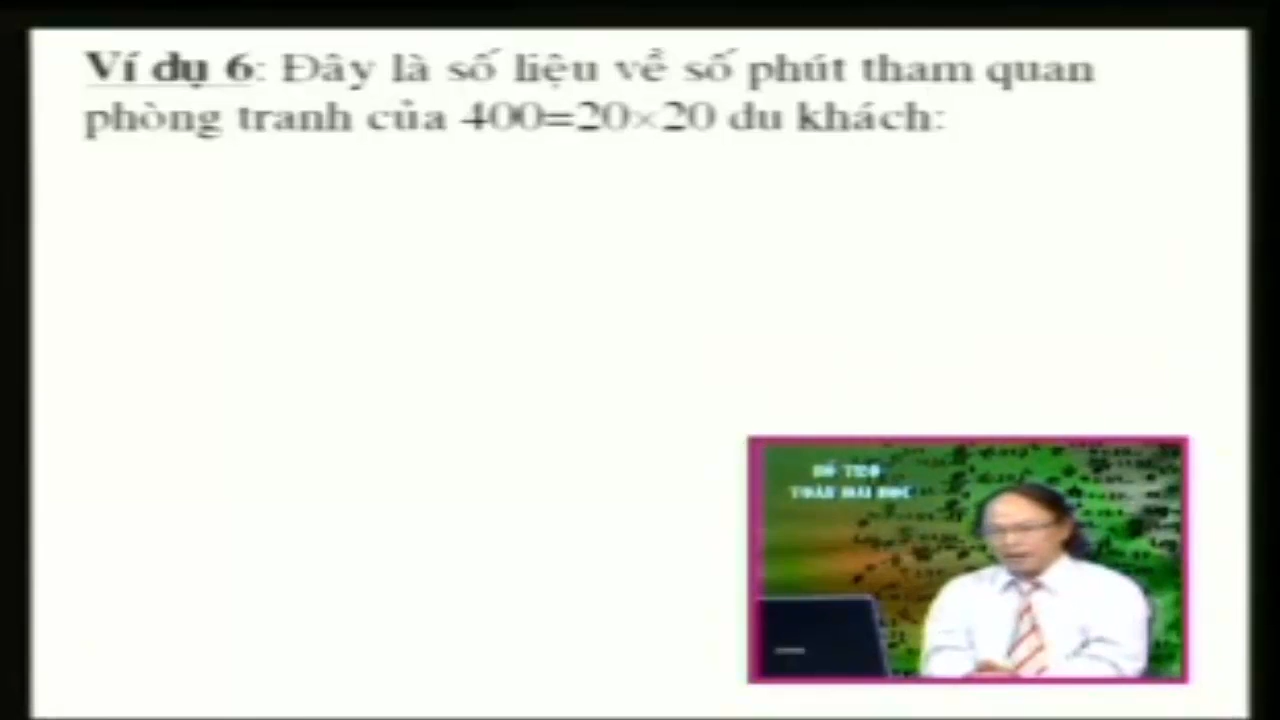 Ví dụ 6: Đây là số liệu về số phút tham quan
phòng tranh của 400=20×20 du khách: